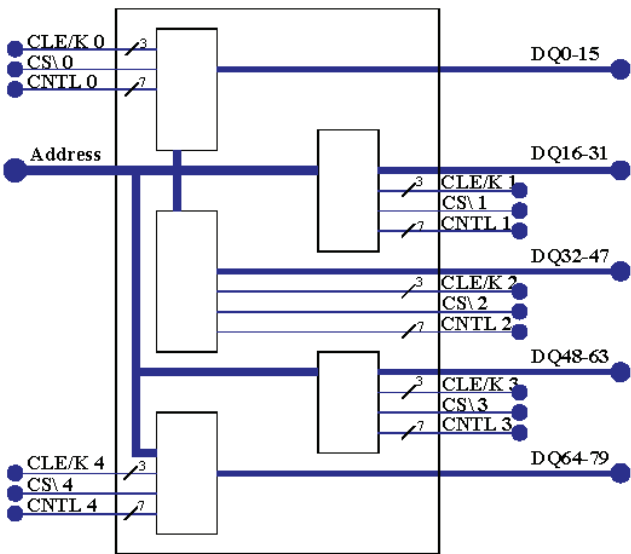 CLE/K 0
3
DQ0-15
CS\ 0
CNTL 0
7
Address
DQ16-31
3
CLE/K 1
CS\ 1
7
CNTL 1
DQ32-47
3
CLE/K 2
CS\ 2
7
CNTL 2
DQ48-63
3
CLE/K 3
CS\ 3
7
CNTL 3
DQ64-79
CLE/K 4
3
CS\ 4
CNTL 4
7